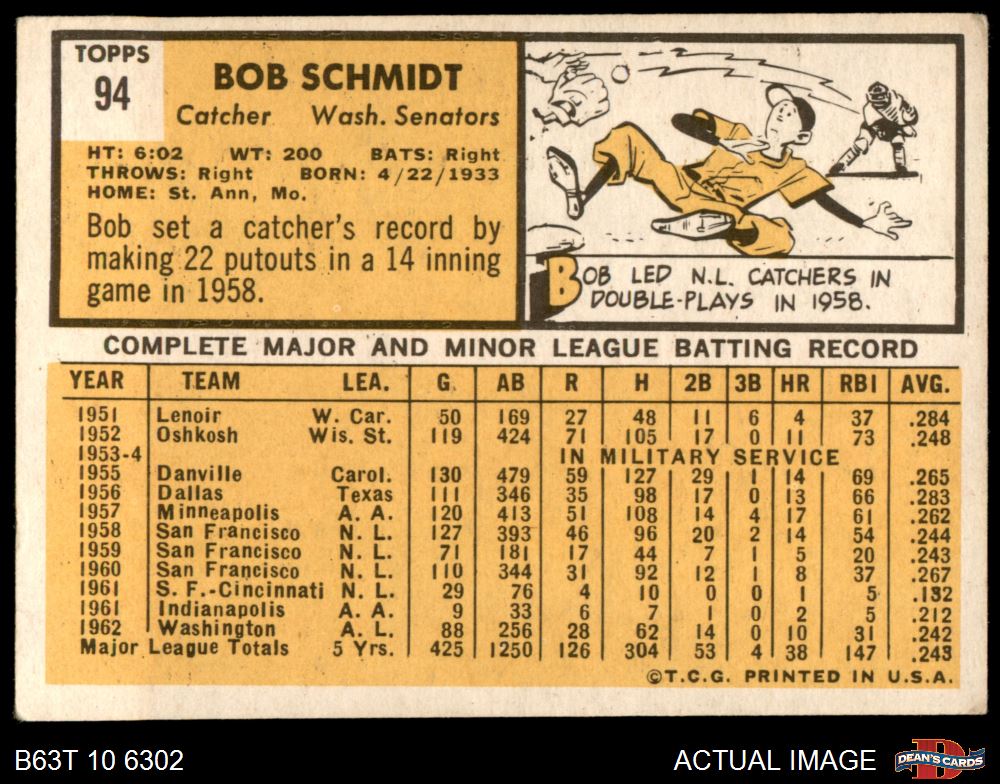 TOPPS
94
BOB SCHMIDT
Catcher Wash. Senators
HT: 6:02 WT: 200 BATS: Right
THROWS: Right BORN: 4/22/1933
HOME: St. Ann, Mo.
Bob set a catcher's record by
making 22 putouts in a 14 inning
game in 1958.
BOB LED N.L. CATCHERS IN
DOUBLE-PLAYS IN 1958.
COMPLETE MAJOR AND MINOR LEAGUE BATTING RECORD
YEAR TEAM LEA. G. AB R H 2B 3B HR RBI AVG.
1951 Lenoir W. Car. 50 169 27 48 11 6 4 37 .284
1952 Oshkosh Wis. St. 119 424 71 105 17 0 11 73 .248
1953-4 IN MILITARY SERVICE
1955 Danville Carol. 130 479 59 127 29 1 14 69 .265
1956 Dallas Texas 111 346 35 98 17 0 13 66 .283
1957 Minneapolis A. A. 120 413 51 108 14 4 17 61 .262
1958 San Francisco N. L. 127 393 46 96 20 2 14 54 .244
1959 San Francisco N. L. 71 181 17 44 7 1 5 20 .243
1960 San Francisco N. L. 110 344 31 92 12 1 8 37 .267
1961 S. F.-Cincinnati N. L. 29 76 4 10 0 0 1 5 .132
1961 Indianapolis A. A. 9 33 6 7 1 0 2 5 .212
1962 Washington A. L. 88 256 28 62 14 0 10 31 .242
Major League Totals 5 Yrs. 425 1250 126 304 53 4 38 147 .243
©T.C.G. PRINTED IN U.S.A.
B63T 10 6302
ACTUAL IMAGE
D
DEAN'S CARDS